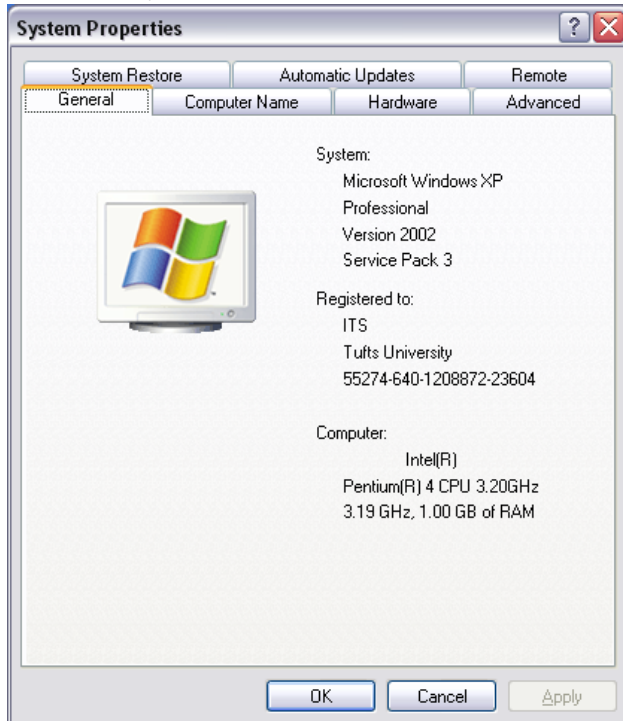 System Properties
System Restore Automatic Updates Remote
General Computer Name Hardware Advanced
System:
Microsoft Windows XP
Professional
Version 2002
Service Pack 3
Registered to:
ITS
Tufts University
55274-640-1208872-23604
Computer:
Intel(R)
Pentium(R) 4 CPU 3.20GHz
3.19 GHz, 1.00 GB of RAM
OK Cancel Apply